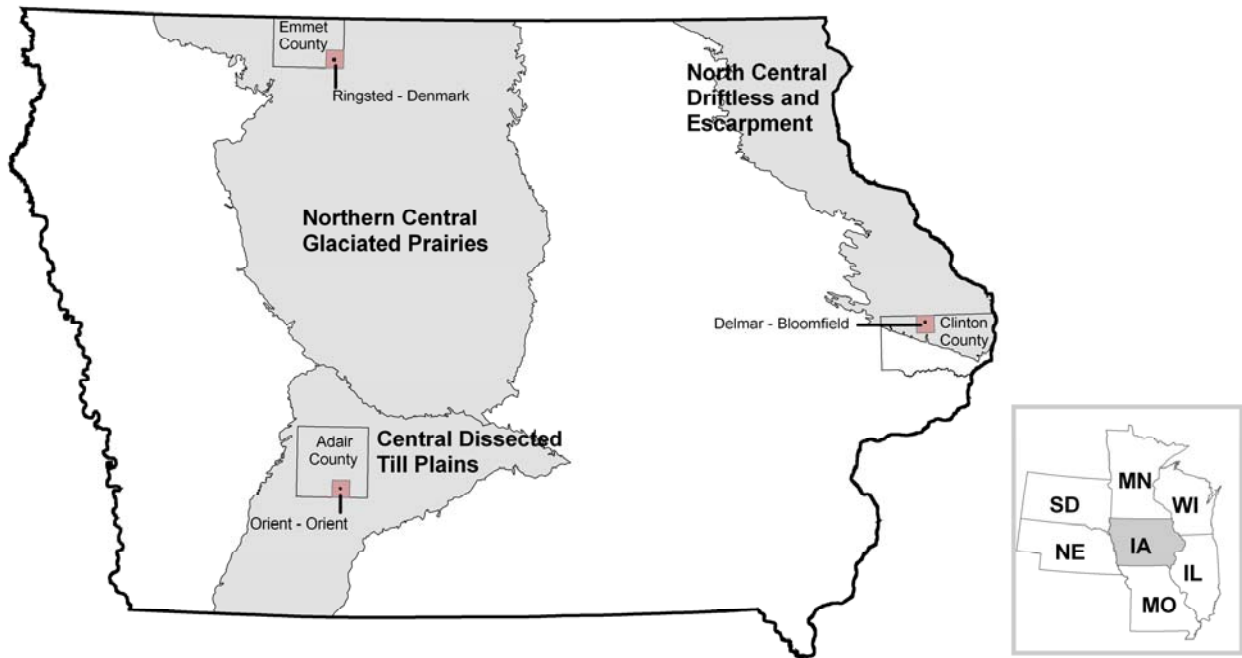 Emmet
County
Ringsted - Denmark
North Central
Driftless and
Escarpment
Northern Central
Glaciated Prairies
Delmar - Bloomfield
Clinton
County
Adair
County
Central Dissected
Till Plains
Orient - Orient
MN
SD
WI
NE
IA
IL
MO